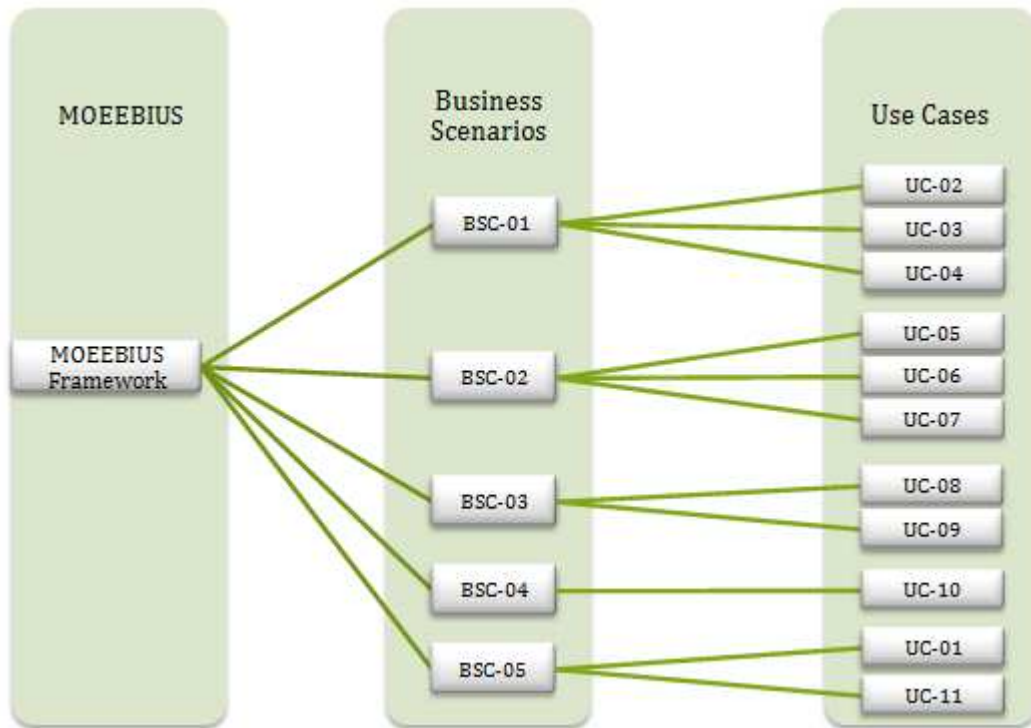 MOEEBIUS
MOEEBIUS
Framework
Business
Scenarios
BSC-01
BSC-02
BSC-03
BSC-04
BSC-05
Use Cases
UC-02
UC-03
UC-04
UC-05
UC-06
UC-07
UC-08
UC-09
UC-10
UC-01
UC-11